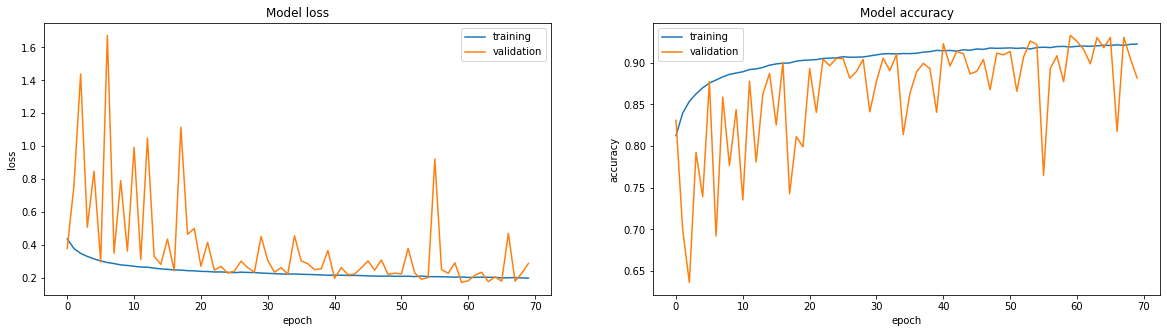 Model loss
training
validation
1.6
1.4
1.2
1.0
0.8
0.6
0.4
0.2
loss
0 10 20 30 40 50 60 70
epoch
Model accuracy
training
validation
0.90
0.85
0.80
0.75
0.70
0.65
accuracy
0 10 20 30 40 50 60 70
epoch